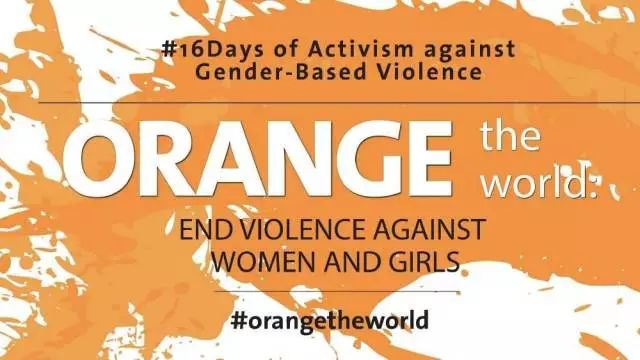 #16Days of Activism against
Gender-Based Violence
ORANGE the
world:
END VIOLENCE AGAINST
WOMEN AND GIRLS
#orangetheworld